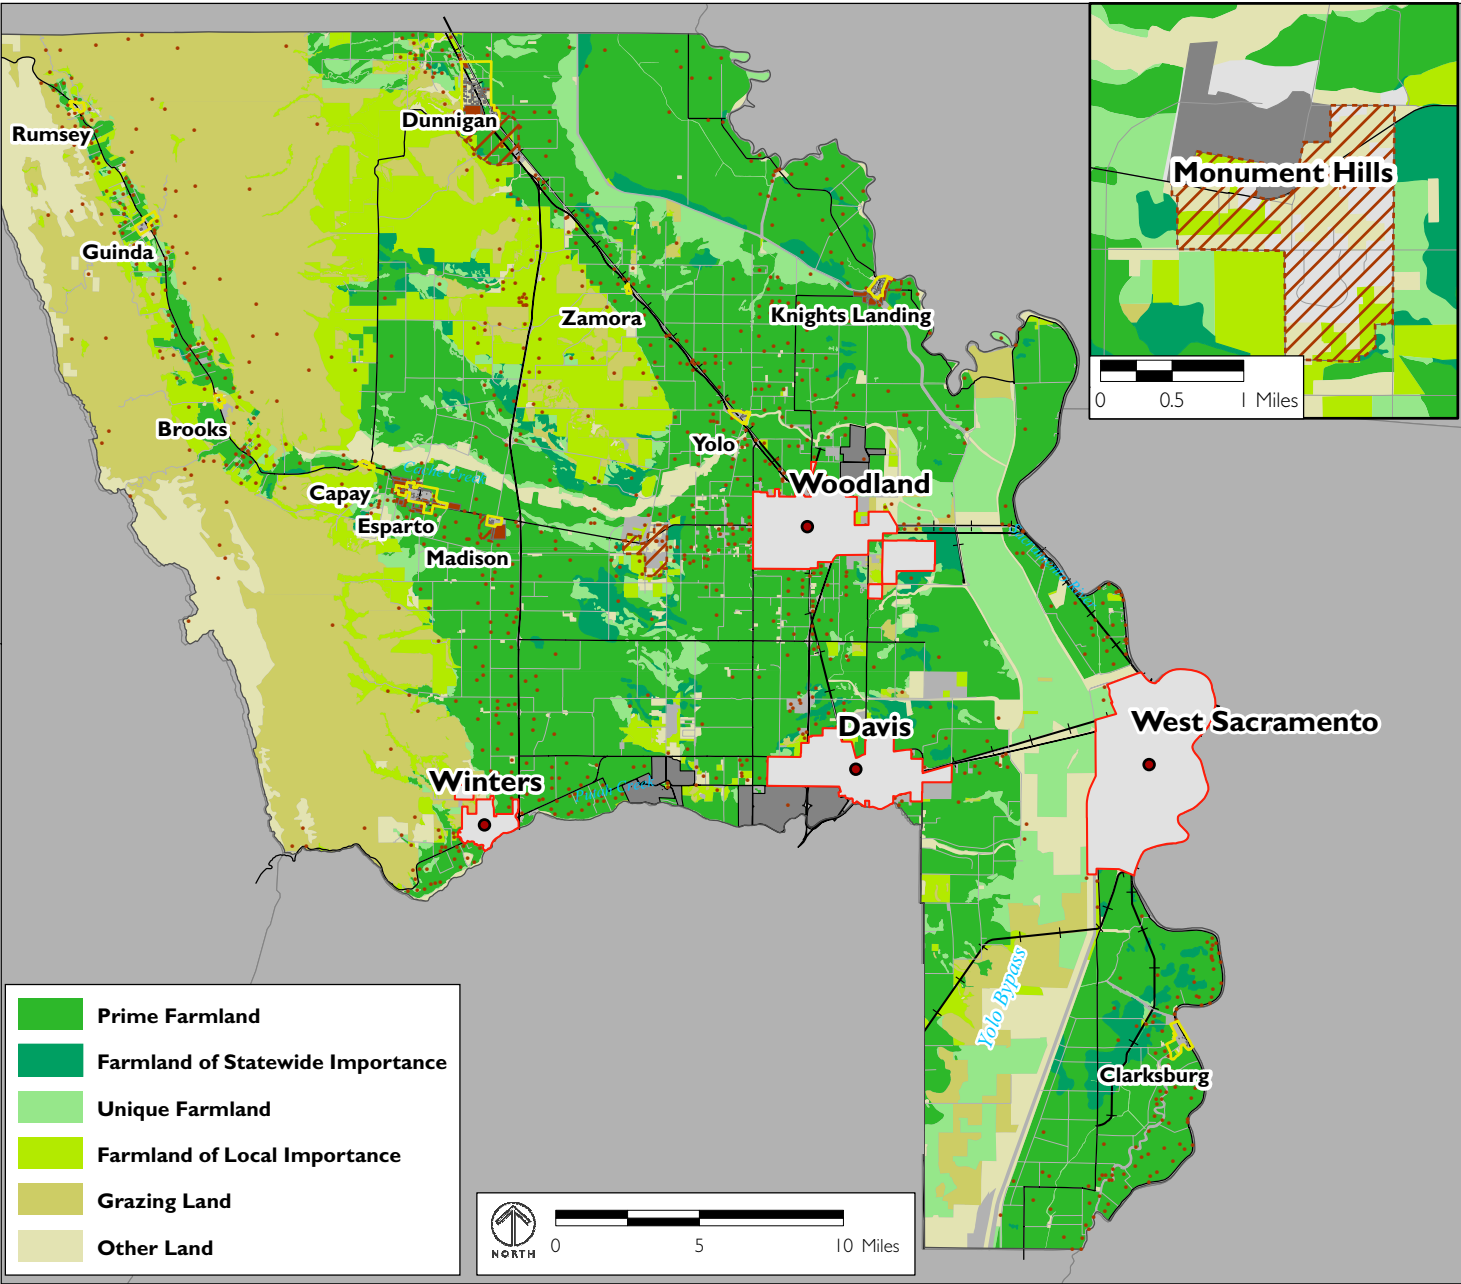 Dunnigan
Rumsey
Monument Hills
Guinda
Zamora
Knights Landing
0 0.5 1 Miles
Brooks
Yolo
Woodland
Capay
Esparto
Madison
Davis
West Sacramento
Winters
Yolo Bypass
Clarksburg
Prime Farmland
Farmland of Statewide Importance
Unique Farmland
Farmland of Local Importance
Grazing Land
Other Land
NORTH
0 5 10 Miles